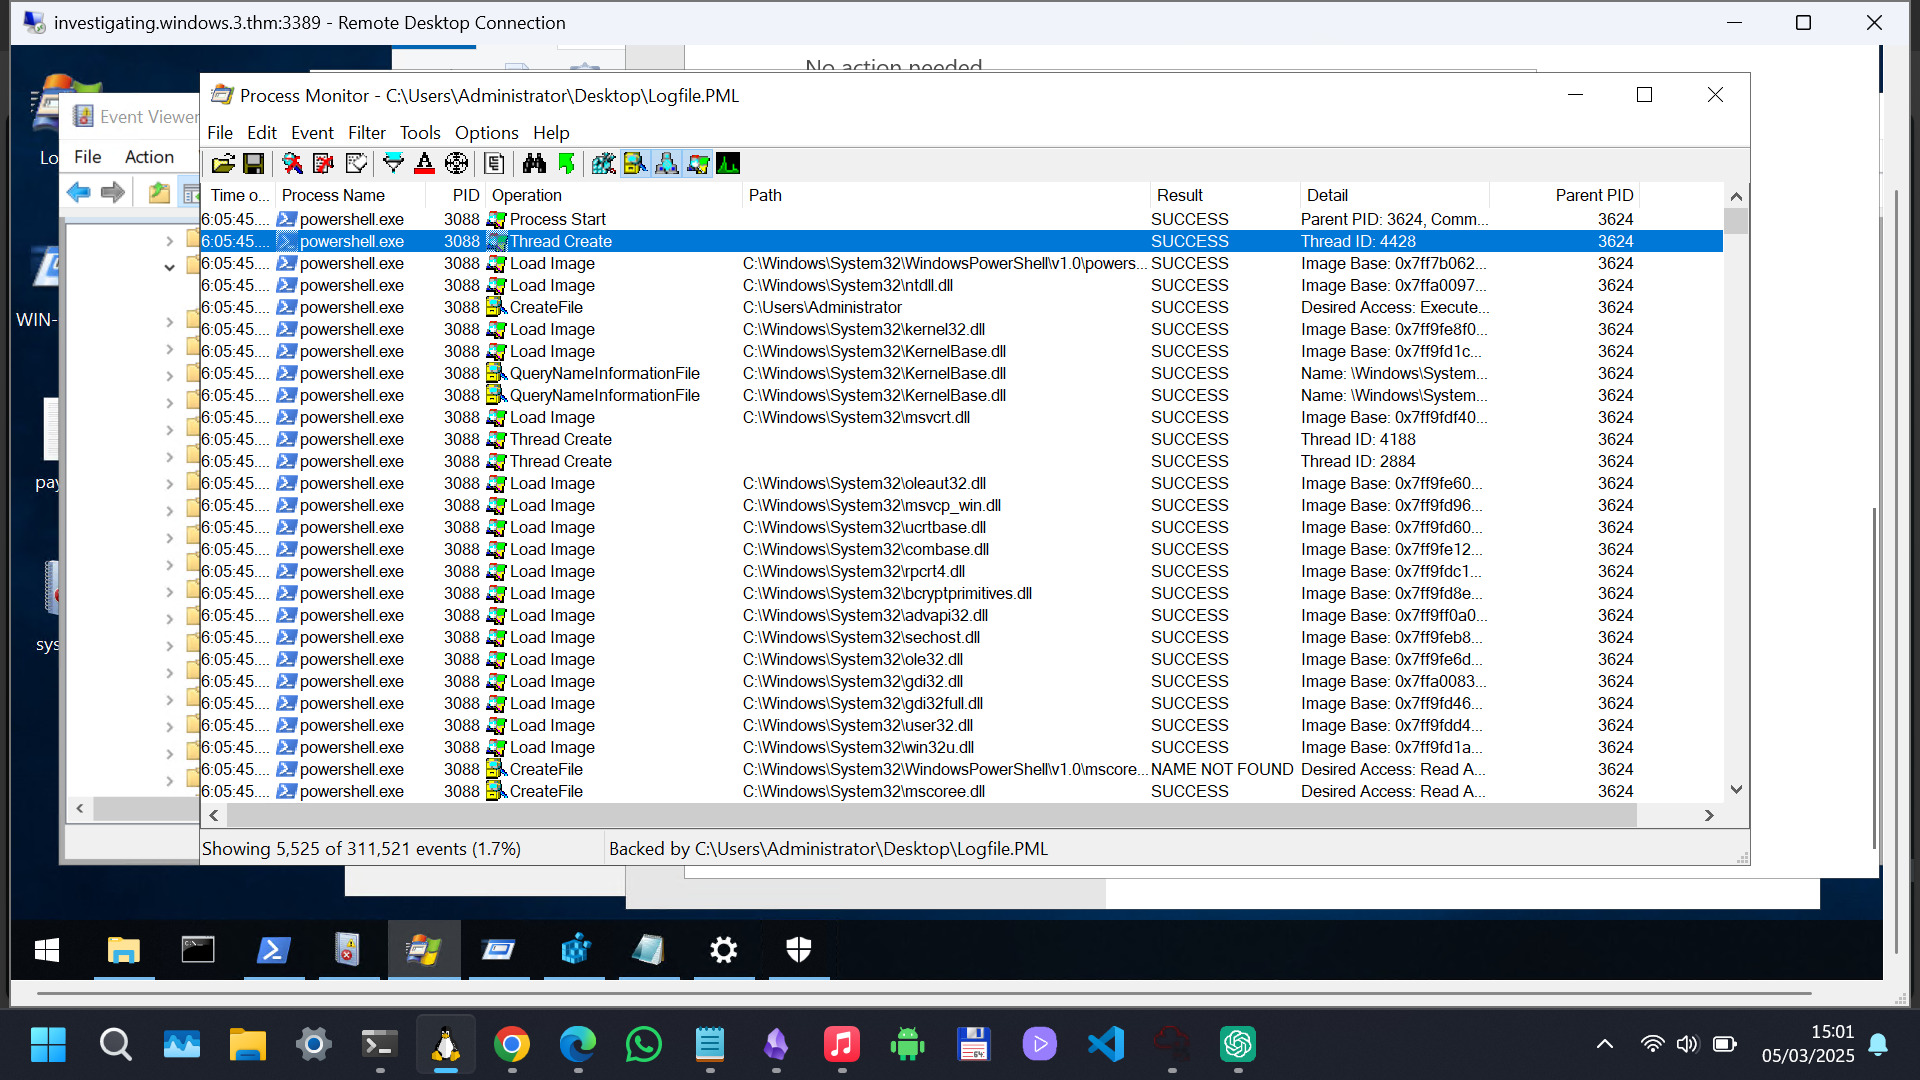 investigating.windows.3.thm:3389 - Remote Desktop Connection
No action needed
Process Monitor - C:\Users\Administrator\Desktop\Logfile.PML
Event Viewer
File Edit Event Filter Tools Options Help
File Action
Time o... Process Name PID Operation Path Result Detail Parent PID
6:05:45.... powershell.exe 3088 Process Start SUCCESS Parent PID: 3624, Comm... 3624
6:05:45.... powershell.exe 3088 Thread Create SUCCESS Thread ID: 4428 3624
6:05:45.... powershell.exe 3088 Load Image C:\Windows\System32\WindowsPowerShell\v1.0\powers... SUCCESS Image Base: 0x7ff7b062... 3624
6:05:45.... powershell.exe 3088 Load Image C:\Windows\System32\ntdll.dll SUCCESS Image Base: 0x7ffa0097... 3624
6:05:45.... powershell.exe 3088 CreateFile C:\Users\Administrator SUCCESS Desired Access: Execute... 3624
6:05:45.... powershell.exe 3088 Load Image C:\Windows\System32\kernel32.dll SUCCESS Image Base: 0x7ff9fe8f0... 3624
6:05:45.... powershell.exe 3088 Load Image C:\Windows\System32\KernelBase.dll SUCCESS Image Base: 0x7ff9fd1c... 3624
6:05:45.... powershell.exe 3088 QueryNameInformationFile C:\Windows\System32\KernelBase.dll SUCCESS Name: \Windows\System... 3624
6:05:45.... powershell.exe 3088 QueryNameInformationFile C:\Windows\System32\KernelBase.dll SUCCESS Name: \Windows\System... 3624
6:05:45.... powershell.exe 3088 Load Image C:\Windows\System32\msvcrt.dll SUCCESS Image Base: 0x7ff9fdf40... 3624
6:05:45.... powershell.exe 3088 Thread Create SUCCESS Thread ID: 4188 3624
6:05:45.... powershell.exe 3088 Thread Create SUCCESS Thread ID: 2884 3624
6:05:45.... powershell.exe 3088 Load Image C:\Windows\System32\oleaut32.dll SUCCESS Image Base: 0x7ff9fe60... 3624
6:05:45.... powershell.exe 3088 Load Image C:\Windows\System32\msvcp_win.dll SUCCESS Image Base: 0x7ff9fd96... 3624
6:05:45.... powershell.exe 3088 Load Image C:\Windows\System32\ucrtbase.dll SUCCESS Image Base: 0x7ff9fd60... 3624
6:05:45.... powershell.exe 3088 Load Image C:\Windows\System32\combase.dll SUCCESS Image Base: 0x7ff9fe12... 3624
6:05:45.... powershell.exe 3088 Load Image C:\Windows\System32\rpcrt4.dll SUCCESS Image Base: 0x7ff9fdc1... 3624
6:05:45.... powershell.exe 3088 Load Image C:\Windows\System32\bcryptprimitives.dll SUCCESS Image Base: 0x7ff9fd8e... 3624
6:05:45.... powershell.exe 3088 Load Image C:\Windows\System32\advapi32.dll SUCCESS Image Base: 0x7ff9ff0a0... 3624
6:05:45.... powershell.exe 3088 Load Image C:\Windows\System32\sechost.dll SUCCESS Image Base: 0x7ff9feb8... 3624
6:05:45.... powershell.exe 3088 Load Image C:\Windows\System32\ole32.dll SUCCESS Image Base: 0x7ff9fe6d... 3624
6:05:45.... powershell.exe 3088 Load Image C:\Windows\System32\gdi32.dll SUCCESS Image Base: 0x7ffa0083... 3624
6:05:45.... powershell.exe 3088 Load Image C:\Windows\System32\gdi32full.dll SUCCESS Image Base: 0x7ff9fd46... 3624
6:05:45.... powershell.exe 3088 Load Image C:\Windows\System32\user32.dll SUCCESS Image Base: 0x7ff9fdd4... 3624
6:05:45.... powershell.exe 3088 Load Image C:\Windows\System32\win32u.dll SUCCESS Image Base: 0x7ff9fd1a... 3624
6:05:45.... powershell.exe 3088 CreateFile C:\Windows\System32\WindowsPowerShell\v1.0\mscore... NAME NOT FOUND Desired Access: Read A... 3624
6:05:45.... powershell.exe 3088 CreateFile C:\Windows\System32\mscoree.dll SUCCESS Desired Access: Read A... 3624
Lo
WIN-
pay
sys
Showing 5,525 of 311,521 events (1.7%) Backed by C:\Users\Administrator\Desktop\Logfile.PML
15:01
05/03/2025